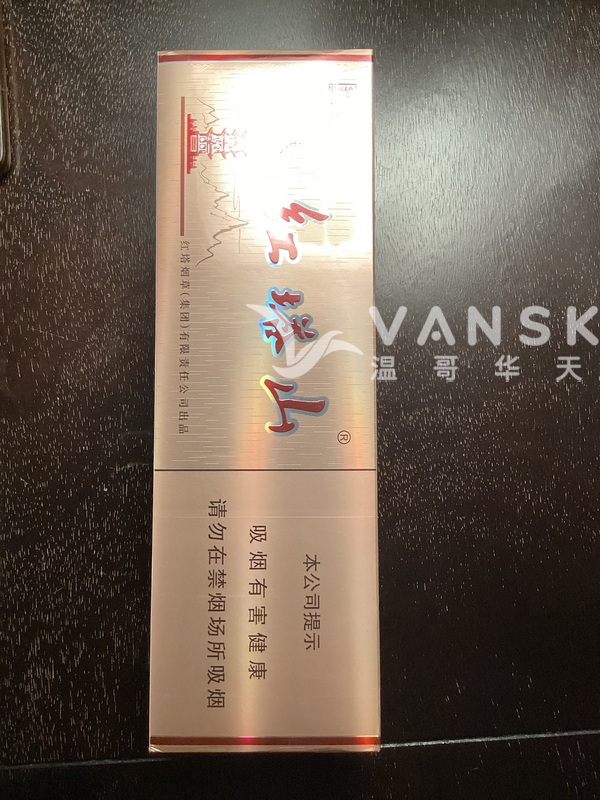 红塔山®
红塔烟草(集团)有限责任公司出品
本公司提示
吸烟有害健康
请勿在禁烟场所吸烟
VANSK
温哥华天